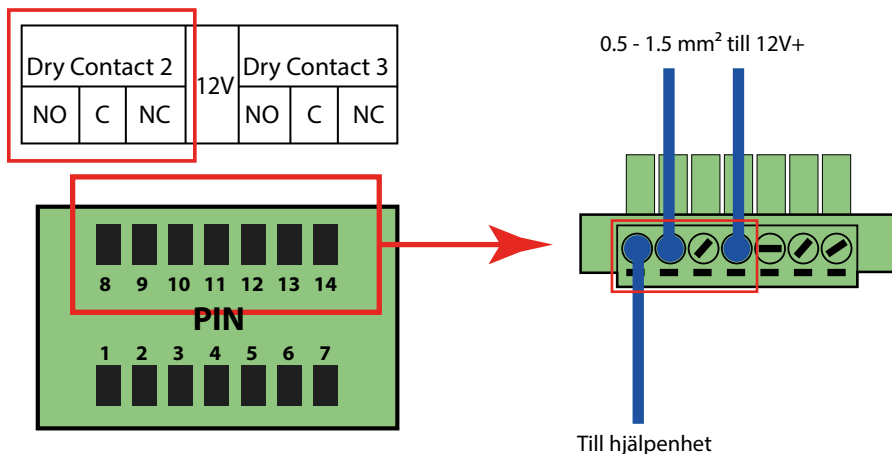 Dry Contact 2 12V Dry Contact 3
NO C NC NO C NC
0.5 - 1.5 mm² till 12V+
8 9 10 11 12 13 14
PIN
1 2 3 4 5 6 7
Till hjälpenhet